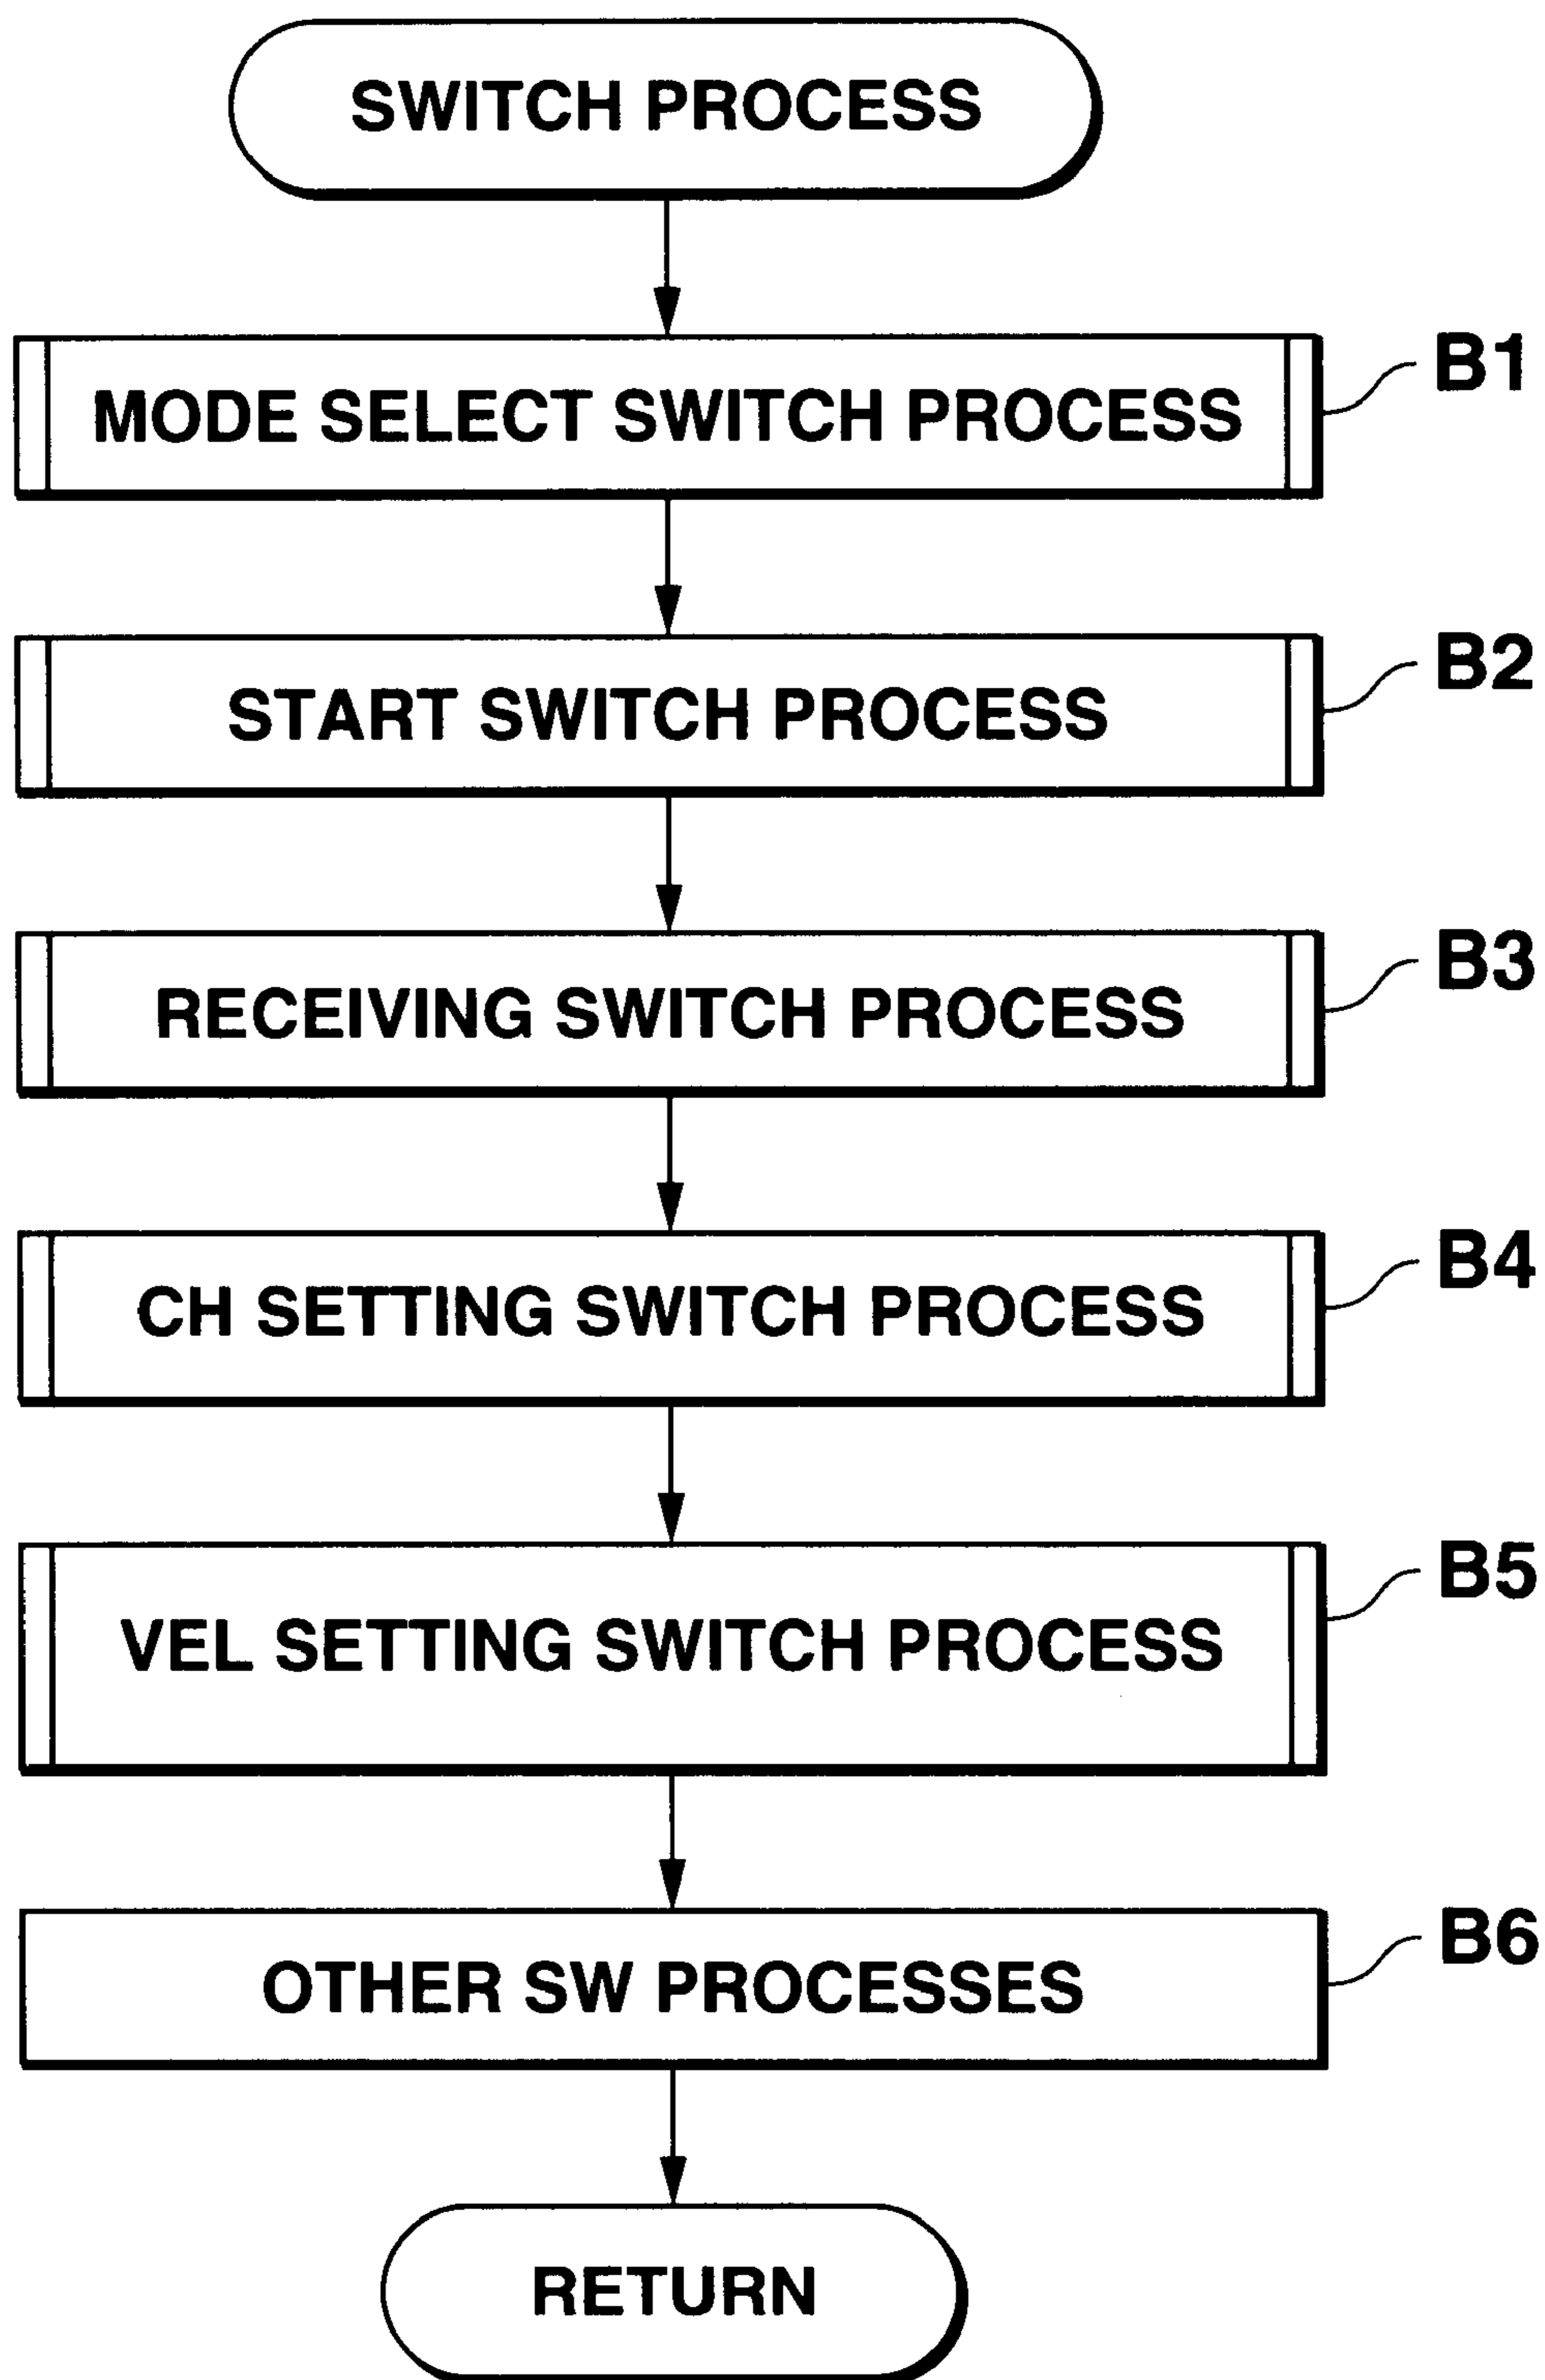 SWITCH PROCESS
MODE SELECT SWITCH PROCESS
B1
START SWITCH PROCESS
B2
RECEIVING SWITCH PROCESS
B3
CH SETTING SWITCH PROCESS
B4
VEL SETTING SWITCH PROCESS
B5
OTHER SW PROCESSES
B6
RETURN